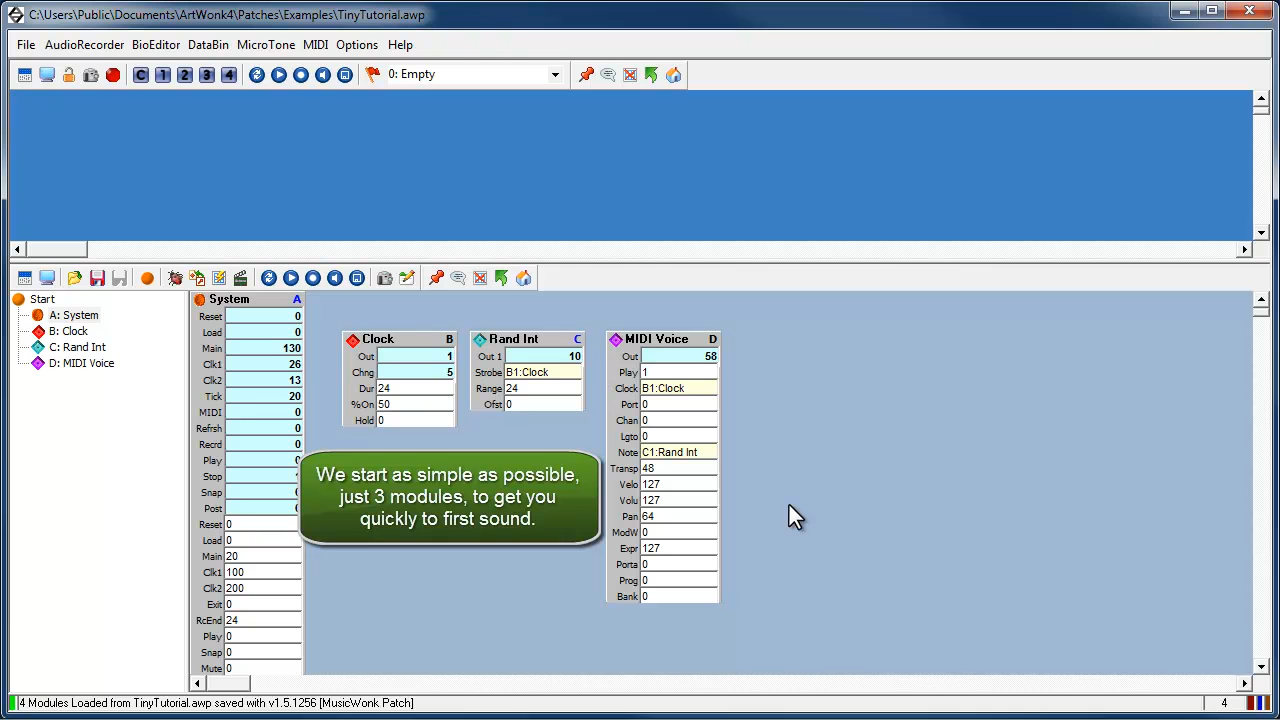 C:\Users\Public\Documents\ArtWonk4\Patches\Examples\TinyTutorial.awp
File AudioRecorder BioEditor DataBin MicroTone MIDI Options Help
C 1 2 3 4 0: Empty
Start
A: System
B: Clock
C: Rand Int
D: MIDI Voice
System A
Reset 0
Load 0
Main 130
Clk1 26
Clk2 13
Tick 20
MIDI 0
Refrsh 0
Recrd 0
Play 0
Stop
Snap
Post
Reset 0
Load 0
Main 20
Clk1 100
Clk2 200
Exit 0
RcEnd 24
Play 0
Snap 0
Mute 0
Clock B
Out 1
Chng 5
Dur 24
%On 50
Hold 0
Rand Int C
Out 1 10
Strobe B1:Clock
Range 24
Ofst 0
MIDI Voice D
Out 58
Play 1
Clock B1:Clock
Port 0
Chan 0
Lgto 0
Note C1:Rand Int
Transp 48
Velo 127
Volu 127
Pan 64
ModW 0
Expr 127
Porta 0
Prog 0
Bank 0
We start as simple as possible,
just 3 modules, to get you
quickly to first sound.
4 Modules Loaded from TinyTutorial.awp saved with v1.5.1256 [MusicWonk Patch] 4